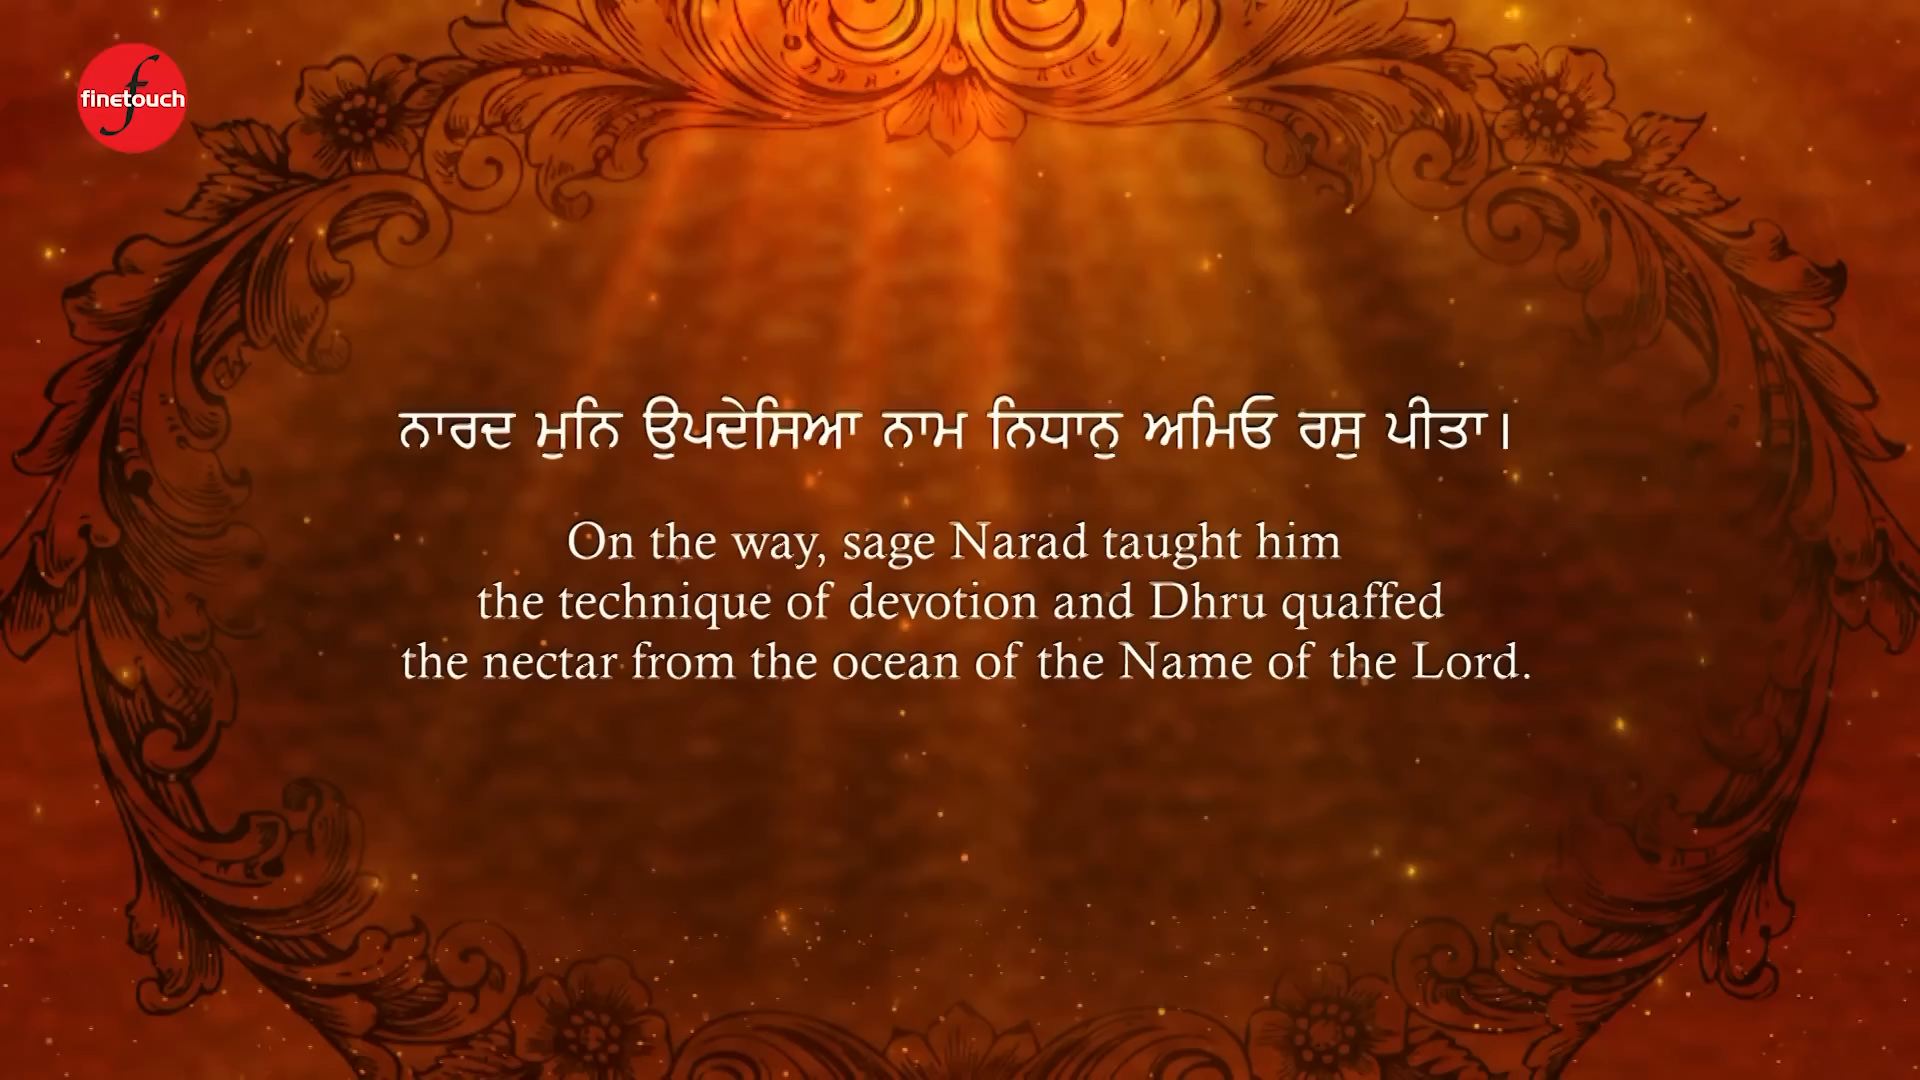 finetouch
ਨਾਰਦ ਮੁਨਿ ਉਪਦੇਸਿਆ ਨਾਮ ਨਿਧਾਨੁ ਅਮਿਓ ਰਸੁ ਪੀਤਾ।
On the way, sage Narad taught him
the technique of devotion and Dhru quaffed
the nectar from the ocean of the Name of the Lord.